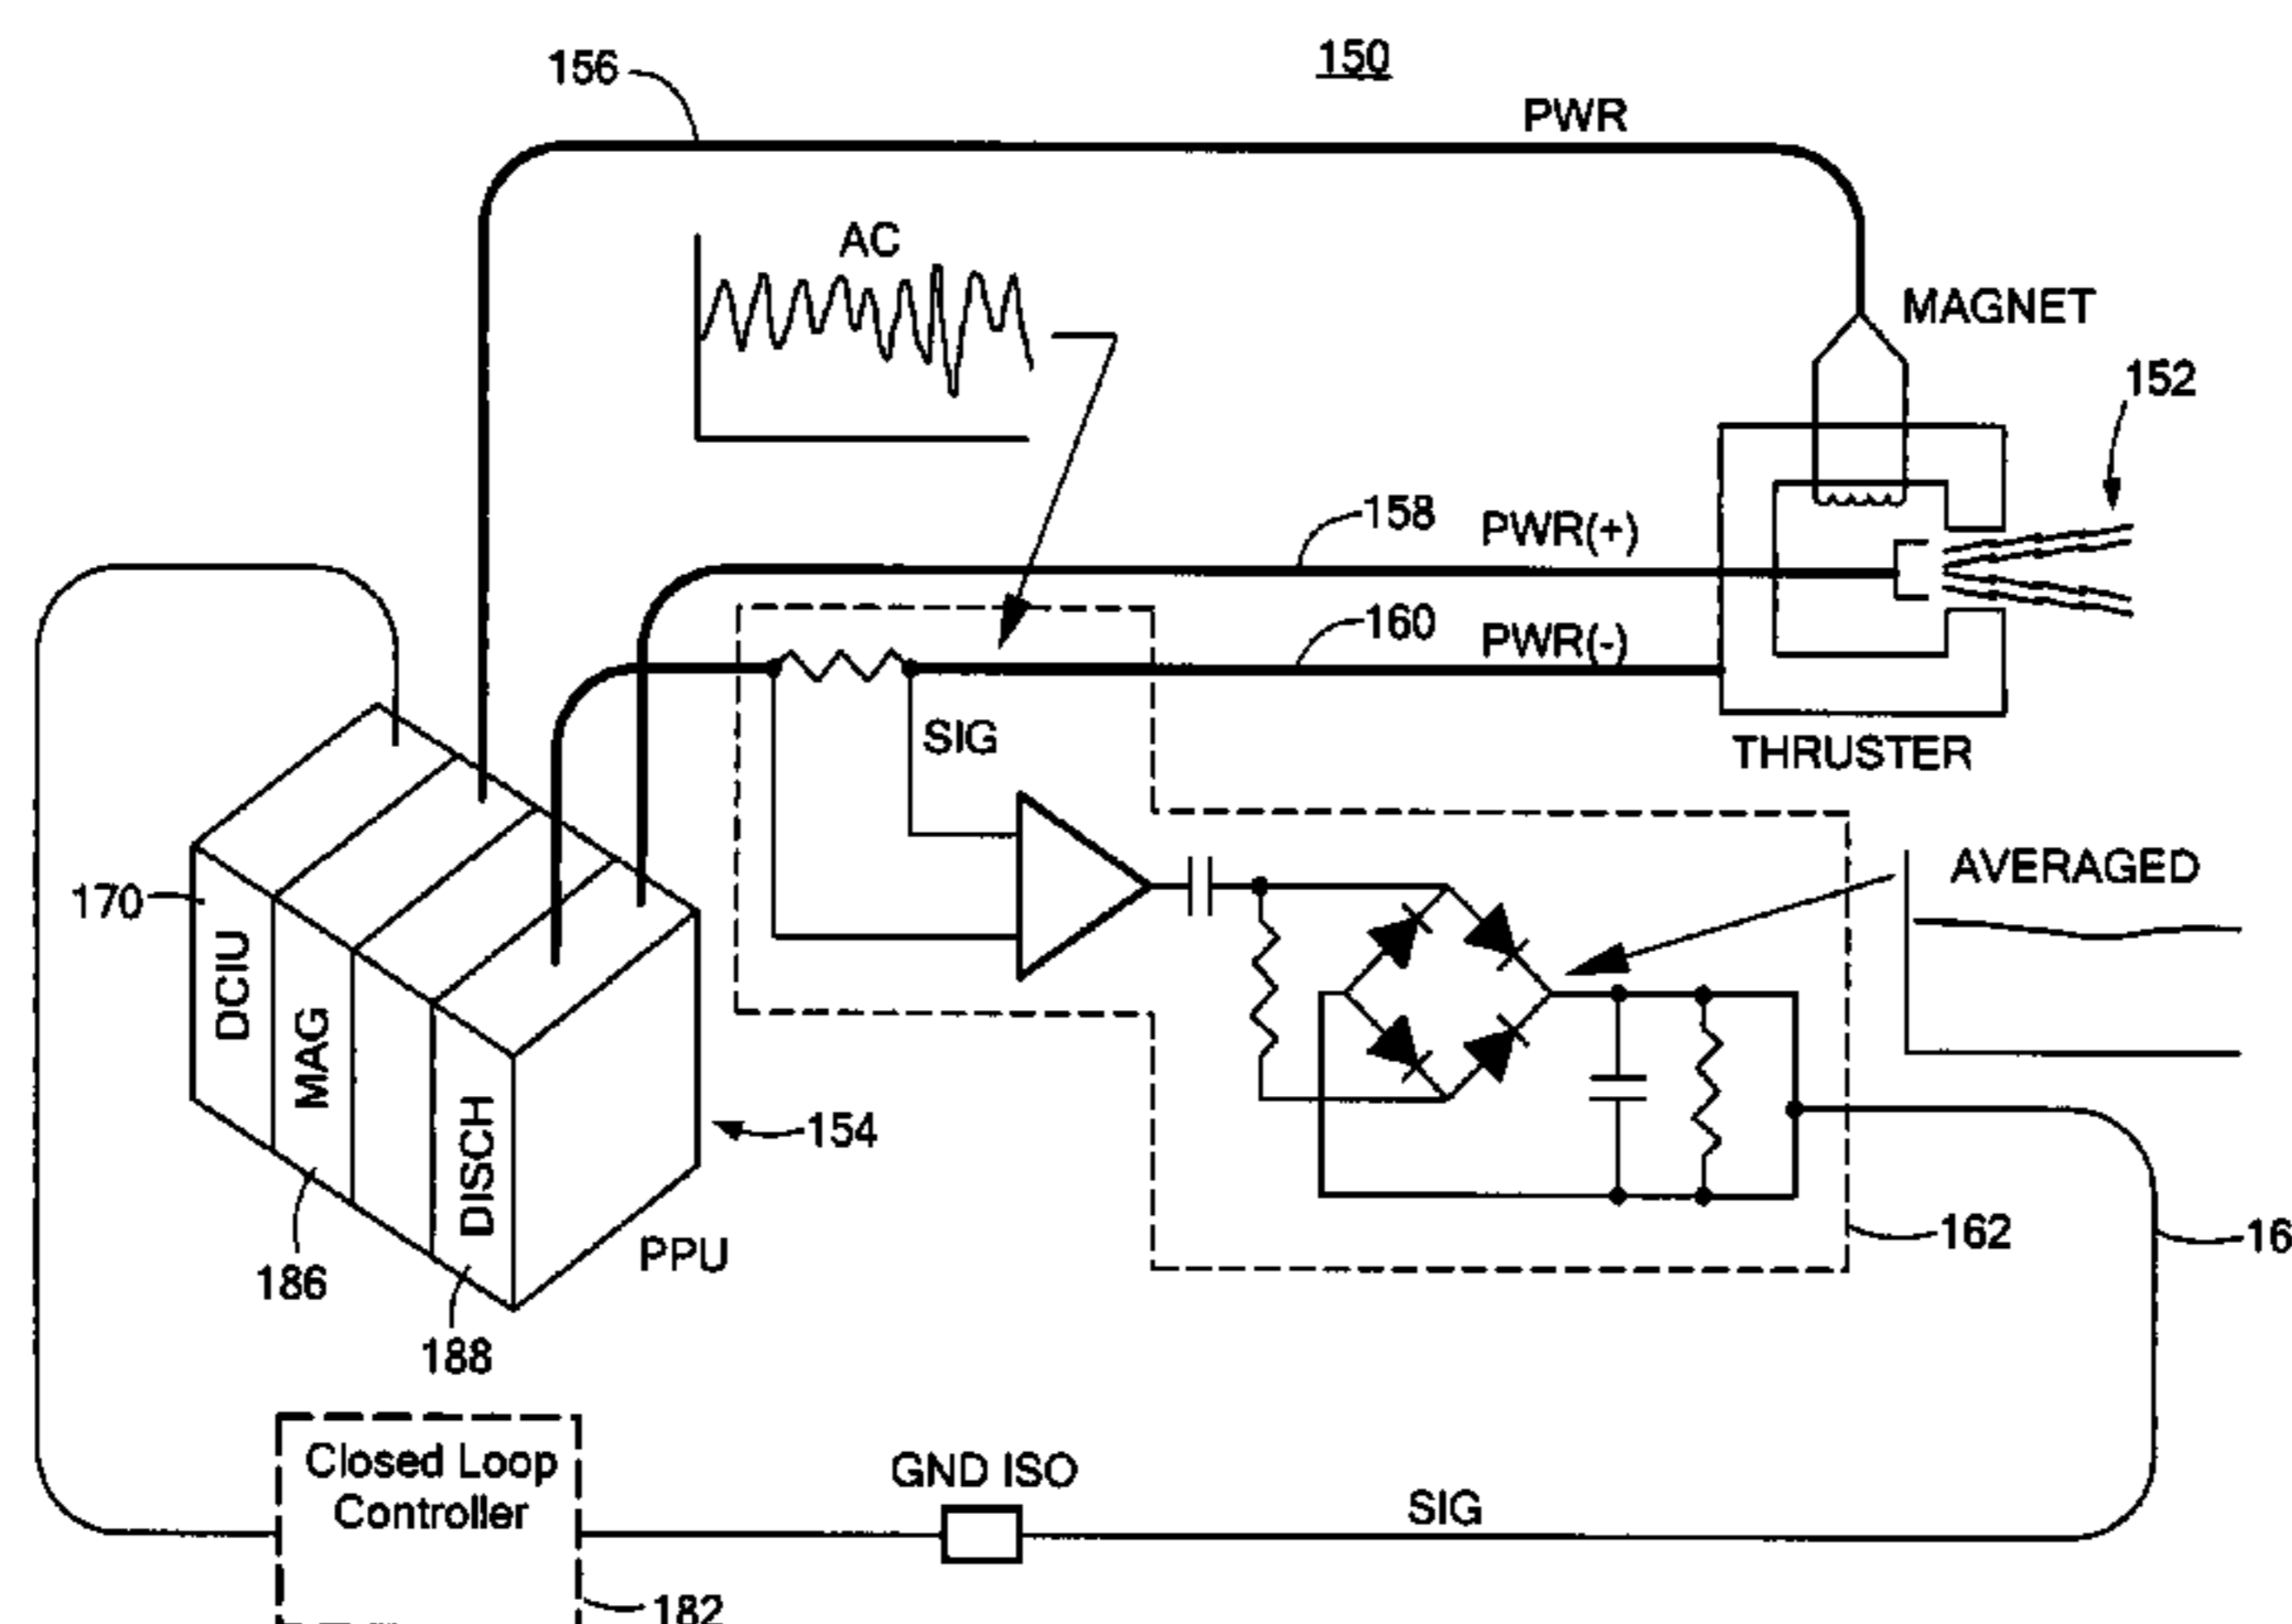 150
156
PWR
AC
MAGNET
152
158
PWR(+)
160
PWR(-)
SIG
THRUSTER
AVERAGED
170
DCIU
MAG
DISCH
154
PPU
186
188
162
16
Closed Loop
Controller
GND ISO
SIG
182